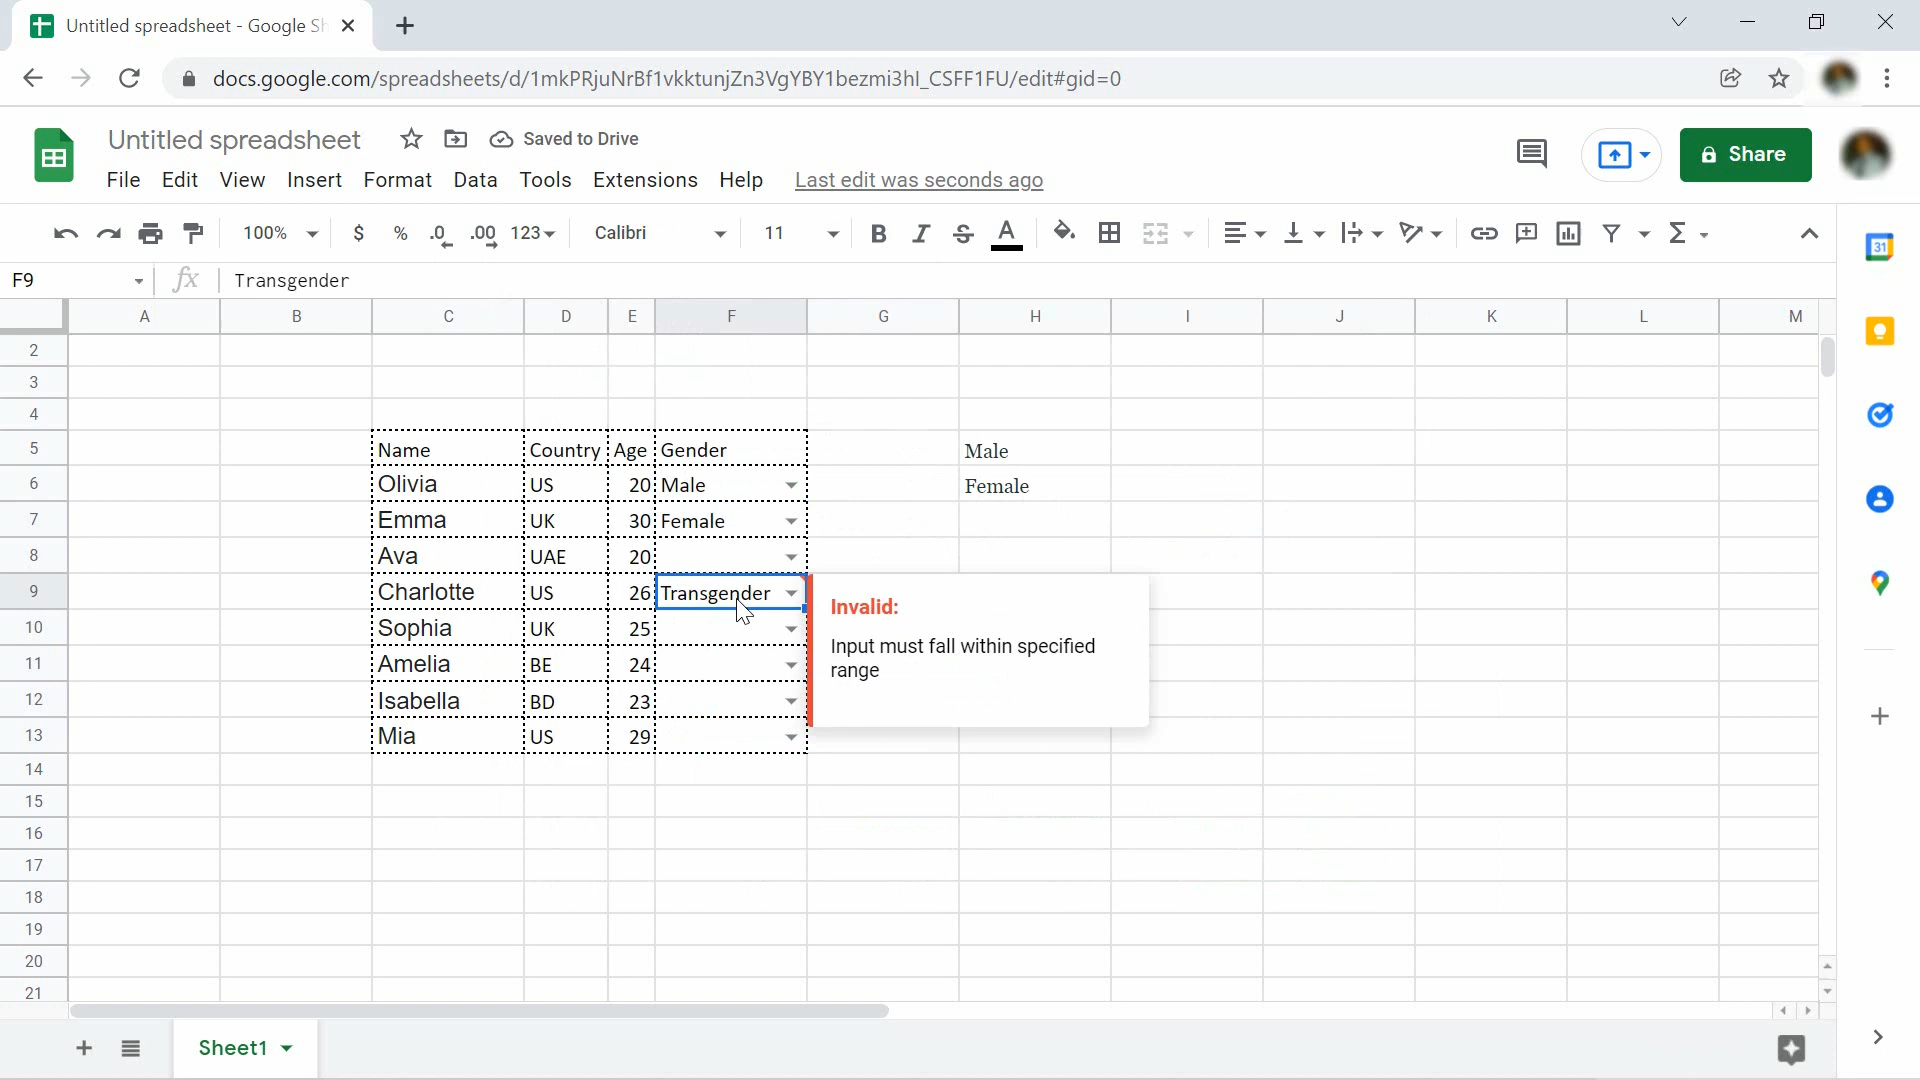 Untitled spreadsheet - Google Sh
docs.google.com/spreadsheets/d/1mkPRjuNrBf1vkktunjZn3VgYBY1bezmi3hI_CSFF1FU/edit#gid=0
Untitled spreadsheet Saved to Drive
Share
File Edit View Insert Format Data Tools Extensions Help Last edit was seconds ago
100% $ % .0 .00 123 Calibri 11 B I S A
31
F9 fx Transgender
A B C D E F G H I J K L M
2
3
4
5 Name Country Age Gender Male
6 Olivia US 20 Male Female
7 Emma UK 30 Female
8 Ava UAE 20
9 Charlotte US 26 Transgender
Invalid:
10 Sophia UK 25
Input must fall within specified
range
11 Amelia BE 24
12 Isabella BD 23
13 Mia US 29
14
15
16
17
18
19
20
21
Sheet1